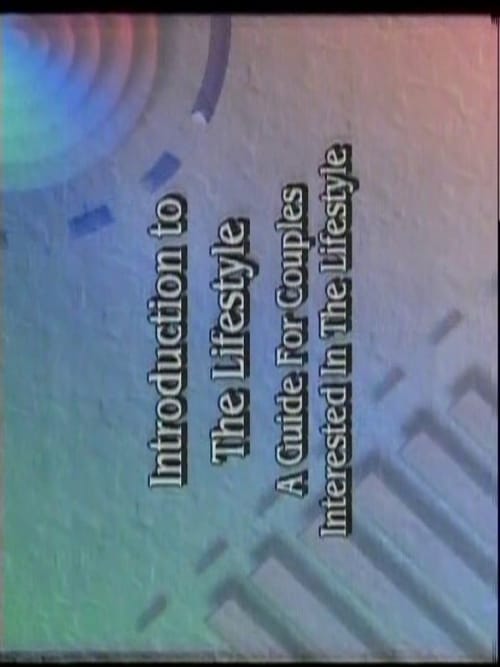 Introduction to
The Lifestyle
A Guide For Couples
Interested In The Lifestyle